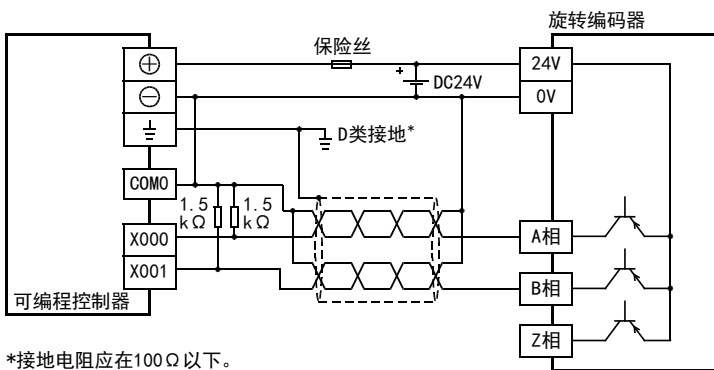 旋转编码器
保险丝
⊕
24V
+
DC24V
⊖
0V
D类接地*
COM0
1.5
kΩ
1.5
kΩ
X000
A相
X001
B相
可编程控制器
Z相
*接地电阻应在100Ω以下。